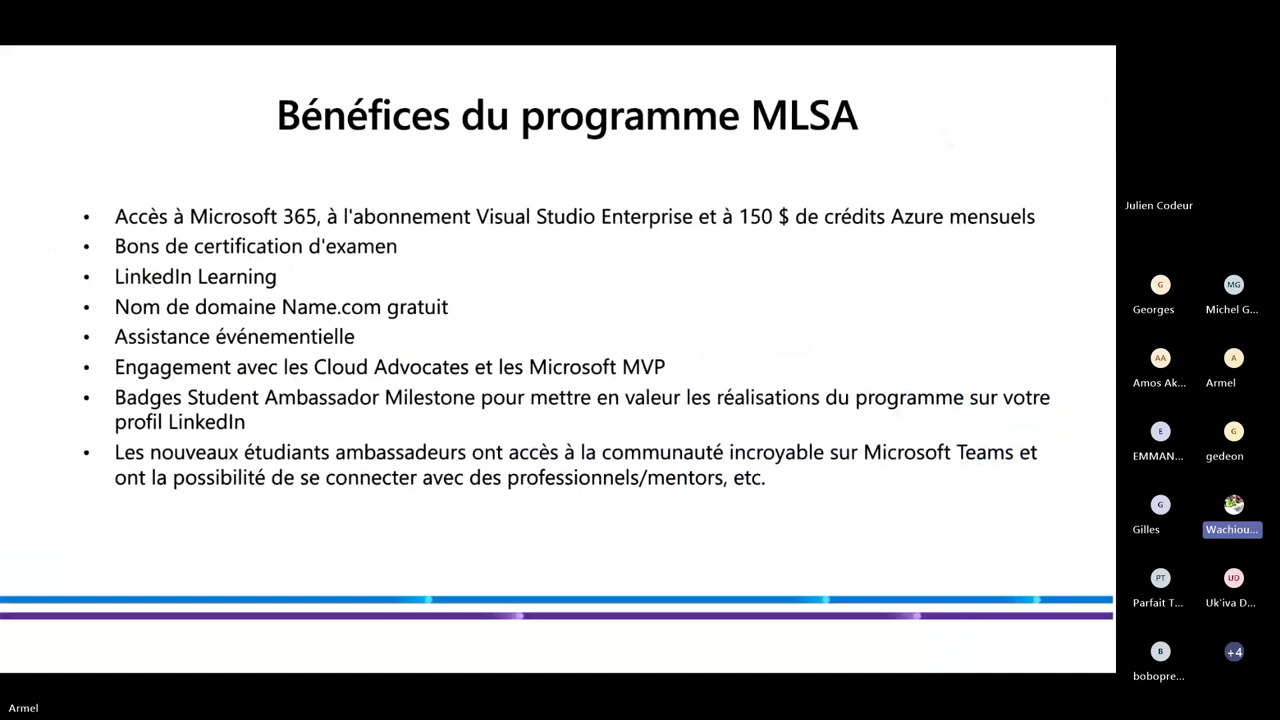 Bénéfices du programme MLSA
• Accès à Microsoft 365, à l'abonnement Visual Studio Enterprise et à 150 $ de crédits Azure mensuels
• Bons de certification d'examen
• LinkedIn Learning
• Nom de domaine Name.com gratuit
• Assistance événementielle
• Engagement avec les Cloud Advocates et les Microsoft MVP
• Badges Student Ambassador Milestone pour mettre en valeur les réalisations du programme sur votre
profil LinkedIn
• Les nouveaux étudiants ambassadeurs ont accès à la communauté incroyable sur Microsoft Teams et
ont la possibilité de se connecter avec des professionnels/mentors, etc.
Julien Codeur
G MG
Georges Michel G...
AA A
Amos Ak... Armel
E G
EMMAN... gedeon
G
Gilles Wachiou...
PT UD
Parfait T... Uk'iva D...
B +4
bobopre...
Armel